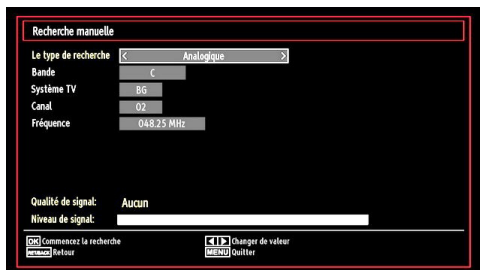 Recherche manuelle
Le type de recherche < Analogique >
Bande C
Système TV BG
Canal 02
Fréquence 048.25 MHz
Qualité de signal: Aucun
Niveau de signal:
OK Commencez la recherche ◀ ▶ Changer de valeur
Retour MENU Quitter